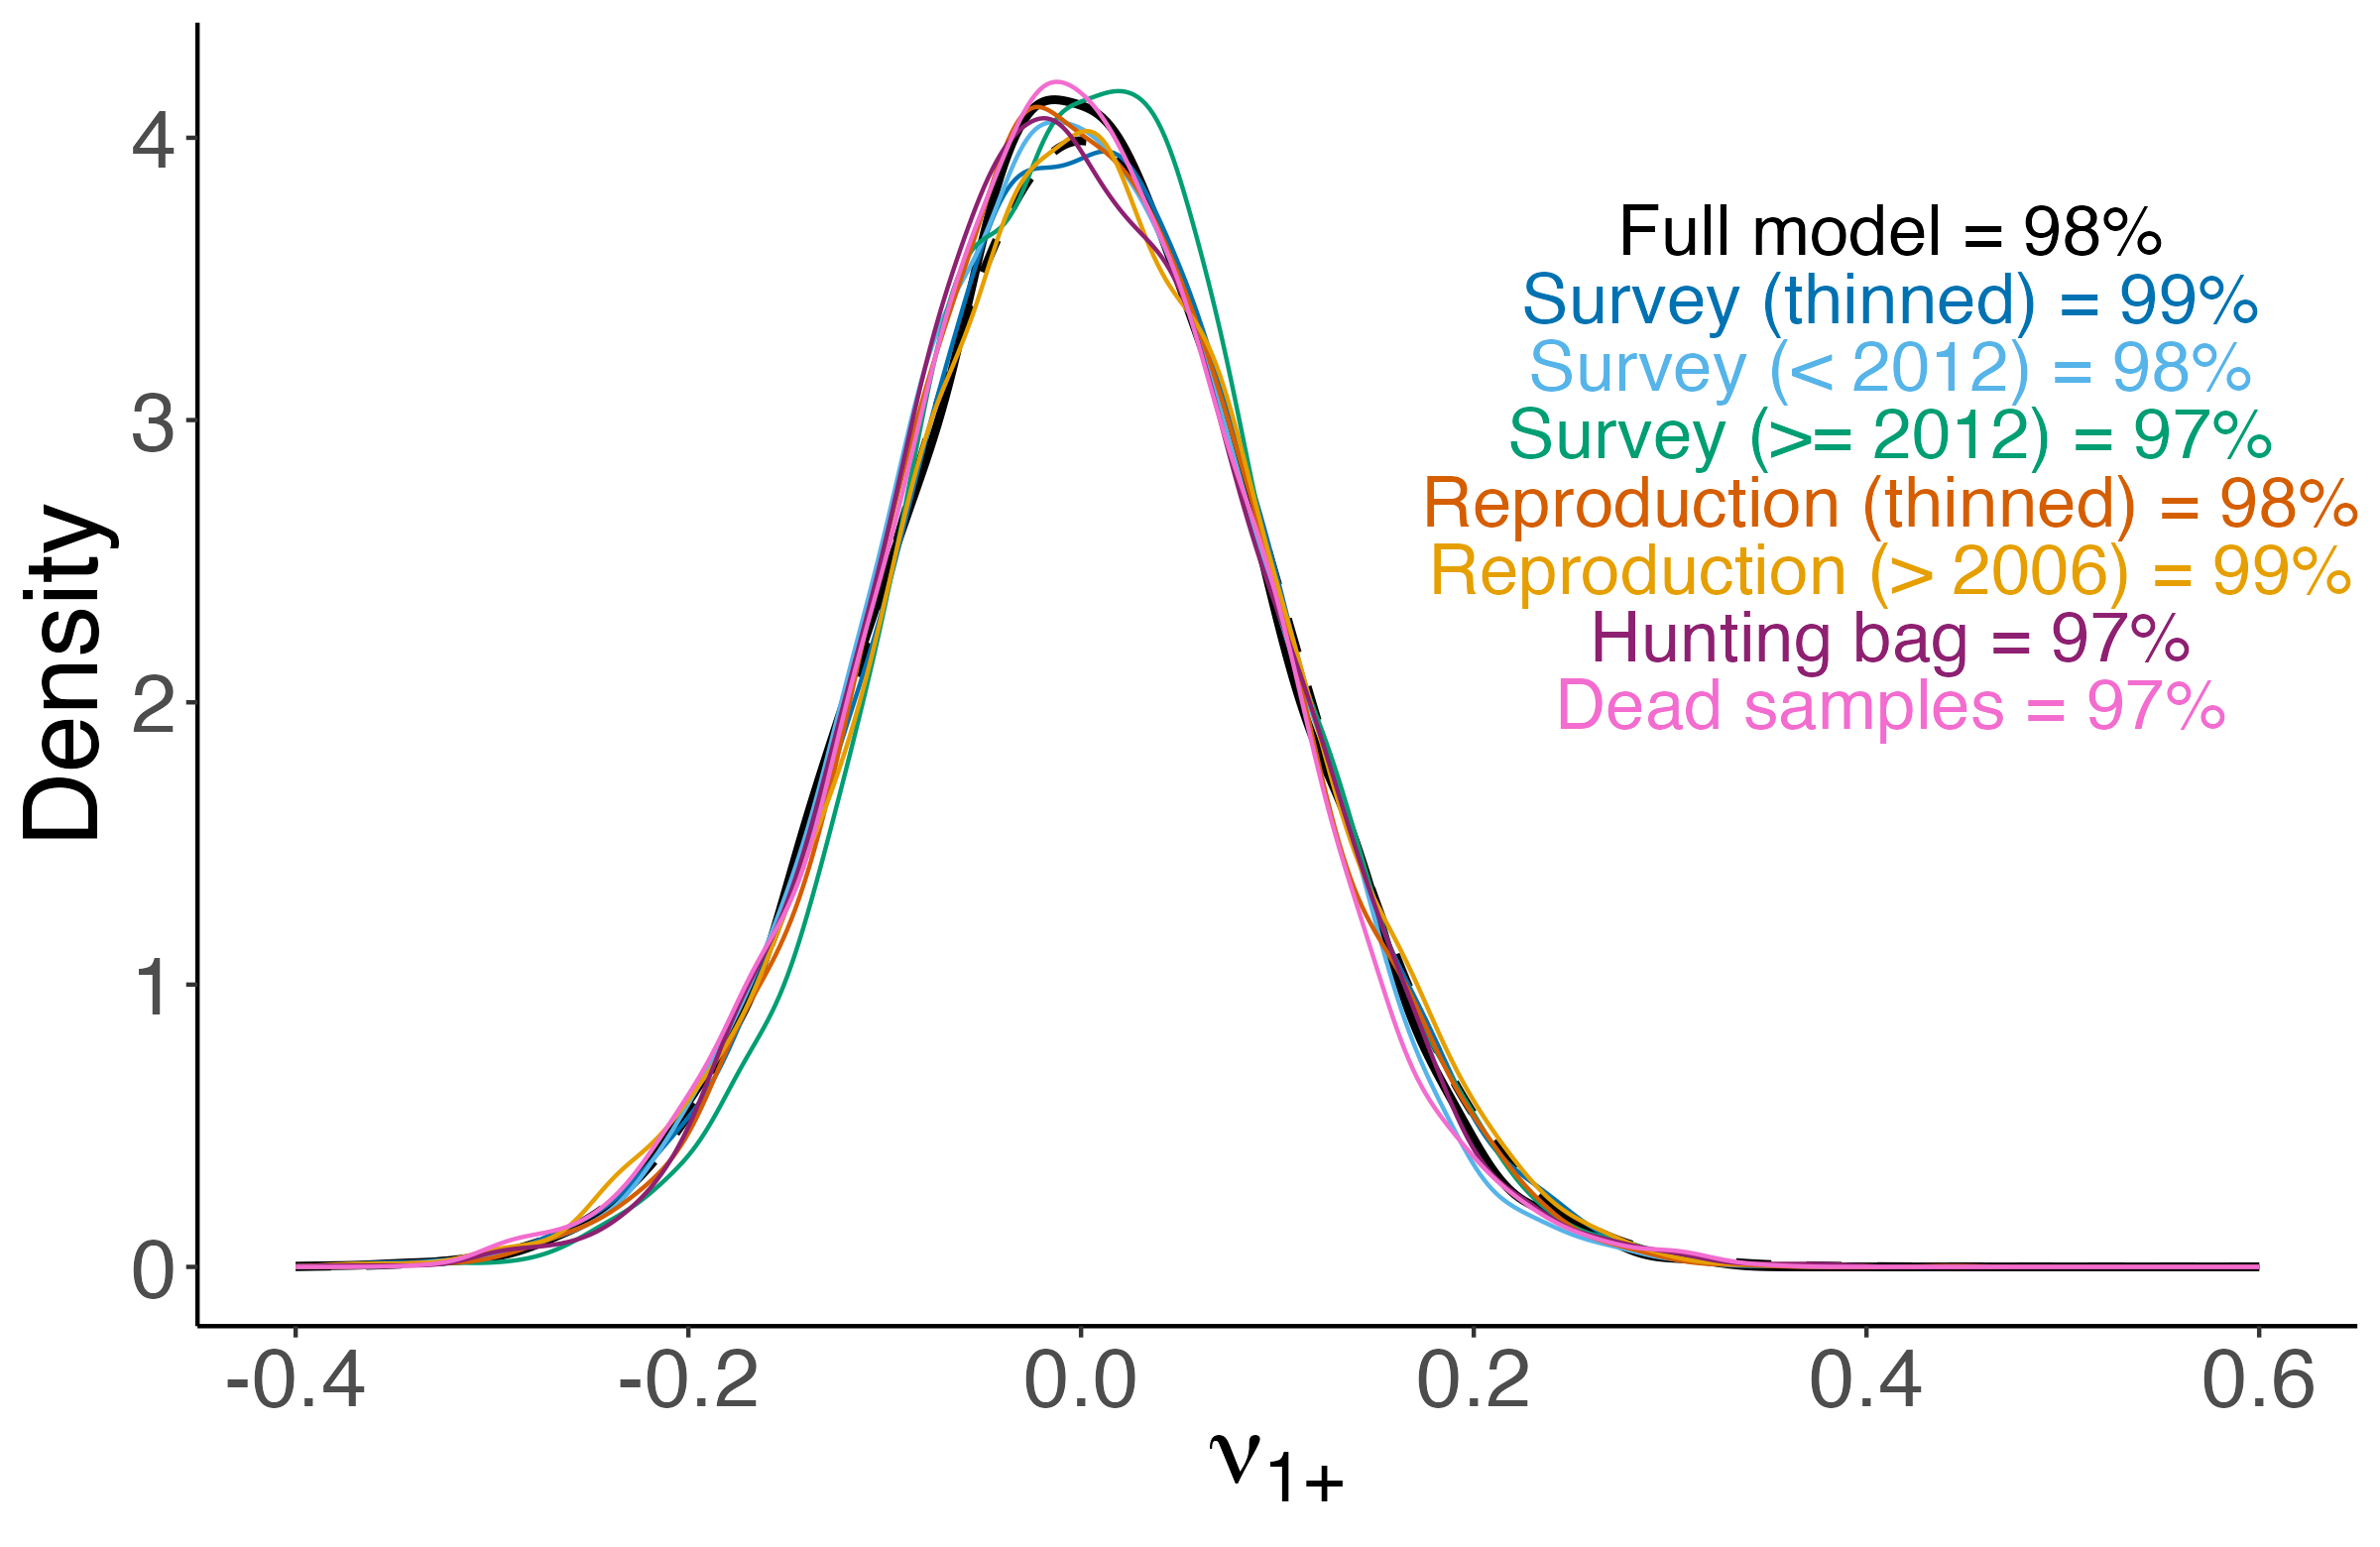 Full model = 98%
Survey (thinned) = 99%
Survey (< 2012) = 98%
Survey (>= 2012) = 97%
Reproduction (thinned) = 98%
Reproduction (> 2006) = 99%
Hunting bag = 97%
Dead samples = 97%
Density
4
3
2
1
0
-0.4 -0.2 0.0 0.2 0.4 0.6
ν1+